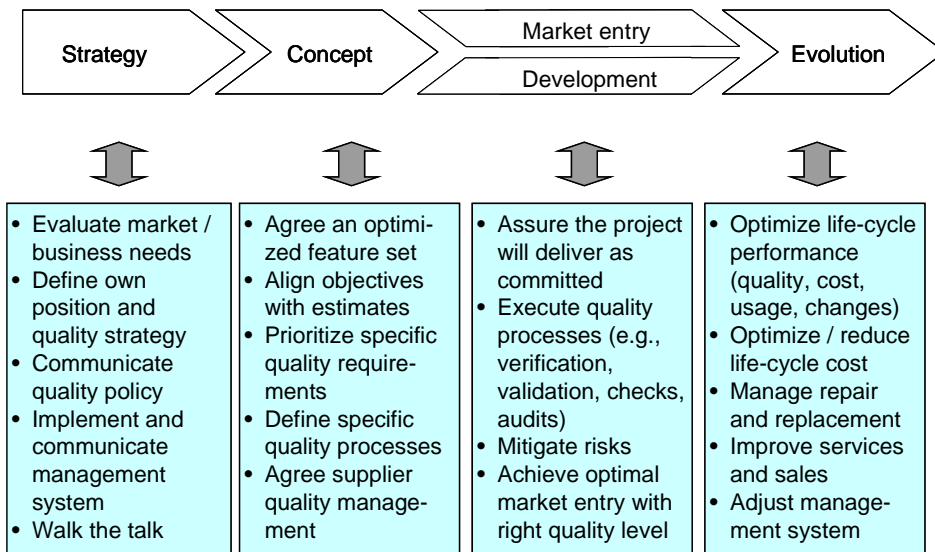 Strategy
Concept
Market entry
Development
Evolution
• Evaluate market /
business needs
• Define own
position and
quality strategy
• Communicate
quality policy
• Implement and
communicate
management
system
• Walk the talk
• Agree an optimi-
zed feature set
• Align objectives
with estimates
• Prioritize specific
quality require-
ments
• Define specific
quality processes
• Agree supplier
quality manage-
ment
• Assure the project
will deliver as
committed
• Execute quality
processes (e.g.,
verification,
validation, checks,
audits)
• Mitigate risks
• Achieve optimal
market entry with
right quality level
• Optimize life-cycle
performance
(quality, cost,
usage, changes)
• Optimize / reduce
life-cycle cost
• Manage repair
and replacement
• Improve services
and sales
• Adjust manage-
ment system